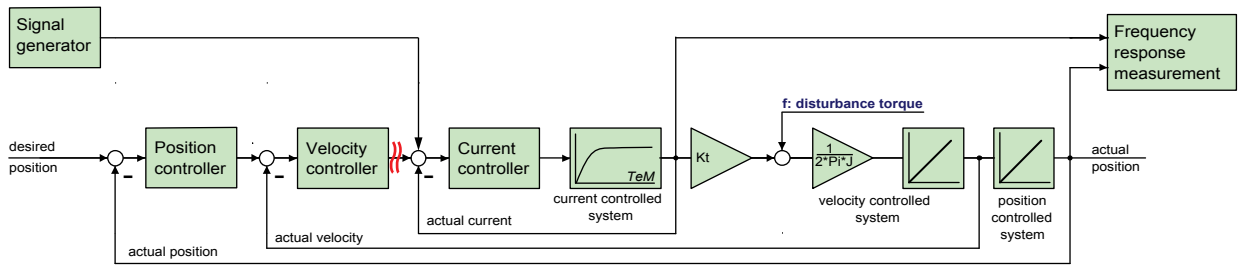 Signal
generator
Frequency
response
measurement
f: disturbance torque
desired
position
Position
controller
Velocity
controller
Current
controller
TeM
current controlled
system
Kt
1
2*Pi*J
velocity controlled
system
position
controlled
system
actual
position
actual current
actual velocity
actual position